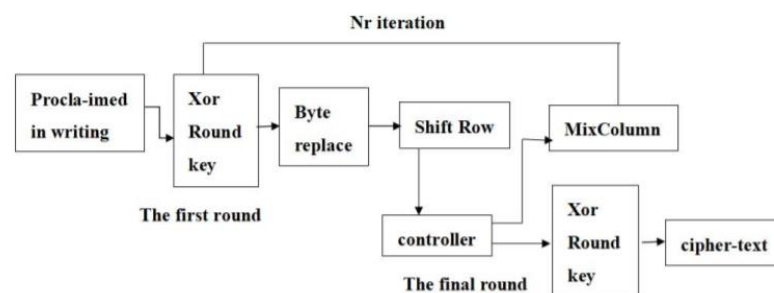 Nr iteration
Procla-imed
in writing
Xor
Round
key
Byte
replace
Shift Row
MixColumn
The first round
controller
Xor
Round
key
cipher-text
The final round